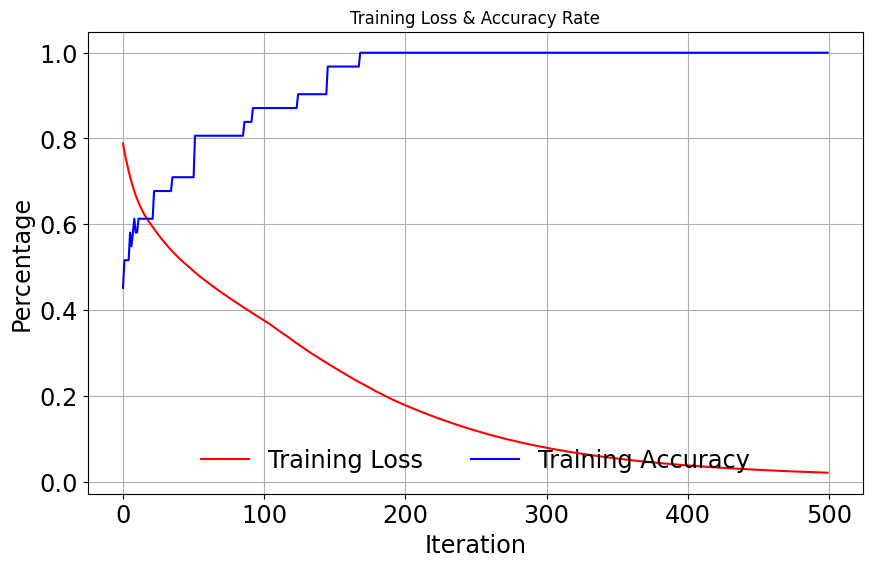 Training Loss & Accuracy Rate
1.0
0.8
0.6
0.4
0.2
0.0
Percentage
Training Loss
Training Accuracy
0 100 200 300 400 500
Iteration